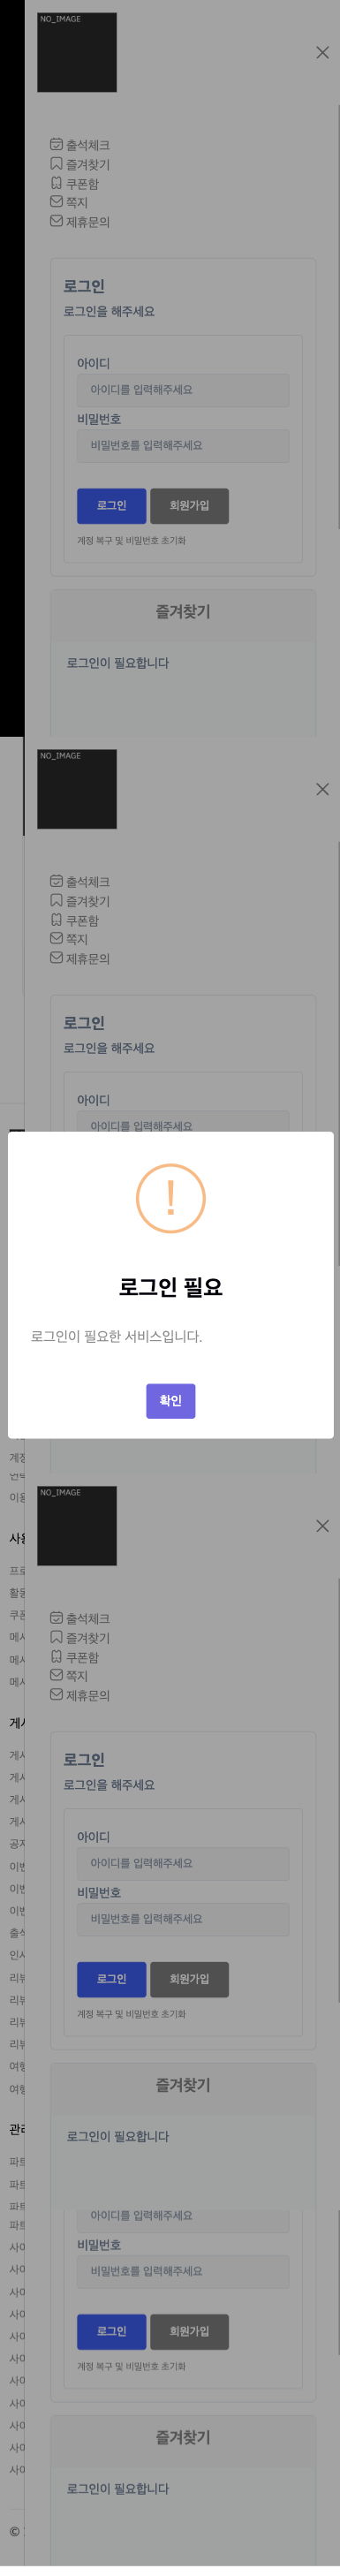 NO_IMAGE
출석체크
즐겨찾기
쿠폰함
쪽지
제휴문의
로그인
로그인을 해주세요
아이디
아이디를 입력해주세요
비밀번호
비밀번호를 입력해주세요
로그인 회원가입
계정 복구 및 비밀번호 초기화
즐겨찾기
로그인이 필요합니다
NO_IMAGE
출석체크
즐겨찾기
쿠폰함
쪽지
제휴문의
로그인
로그인을 해주세요
아이디
아이디를 입력해주세요
로그인 필요
로그인이 필요한 서비스입니다.
확인
NO_IMAGE
출석체크
즐겨찾기
쿠폰함
쪽지
제휴문의
로그인
로그인을 해주세요
아이디
아이디를 입력해주세요
비밀번호
비밀번호를 입력해주세요
로그인 회원가입
계정 복구 및 비밀번호 초기화
즐겨찾기
로그인이 필요합니다
아이디를 입력해주세요
비밀번호
비밀번호를 입력해주세요
로그인 회원가입
계정 복구 및 비밀번호 초기화
즐겨찾기
로그인이 필요합니다
©